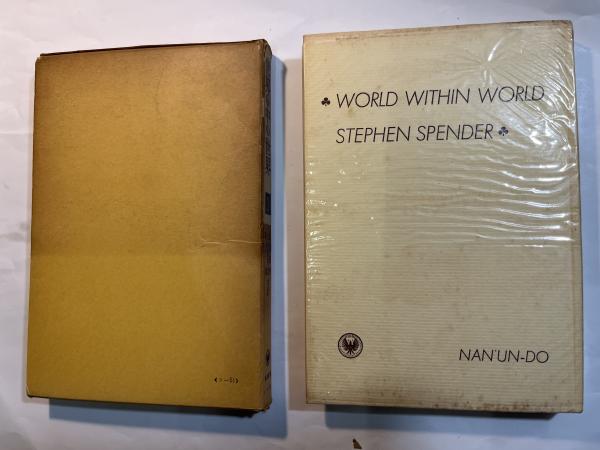 ♣ WORLD WITHIN WORLD
STEPHEN SPENDER ♣
NAN'UN-DO